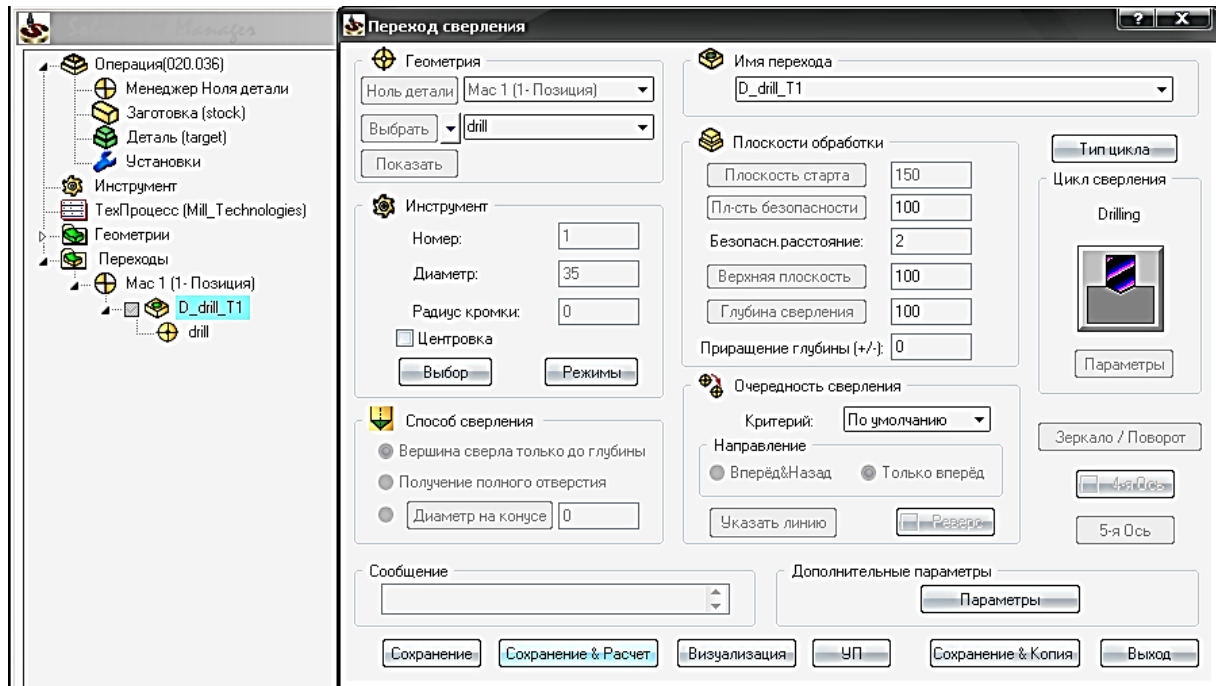 Manager
Операция(020.036)
Менеджер Ноля детали
Заготовка (stock)
Деталь (target)
Установки
Инструмент
ТехПроцесс (Mill_Technologies)
Геометрии
Переходы
Мас 1 (1- Позиция)
D_drill_T1
drill
Переход сверления
? X
Геометрия
Ноль детали Мас 1 (1- Позиция)
Выбрать drill
Показать
Инструмент
Номер: 1
Диаметр: 35
Радиус кромки: 0
Центровка
Выбор Режимы
Способ сверления
Вершина сверла только до глубины
Получение полного отверстия
Диаметр на конусе 0
Имя перехода
D_drill_T1
Плоскости обработки
Плоскость старта 150
Пл-сть безопасности 100
Безопасн.расстояние: 2
Верхняя плоскость 100
Глубина сверления 100
Приращение глубины (+/-): 0
Очередность сверления
Критерий: По умолчанию
Направление
Вперёд&Назад Только вперёд
Указать линию Реверс
Тип цикла
Цикл сверления
Drilling
Параметры
Зеркало / Поворот
4-я Ось
5-я Ось
Сообщение
Дополнительные параметры
Параметры
Сохранение Сохранение & Расчет Визуализация УП Сохранение & Копия Выход